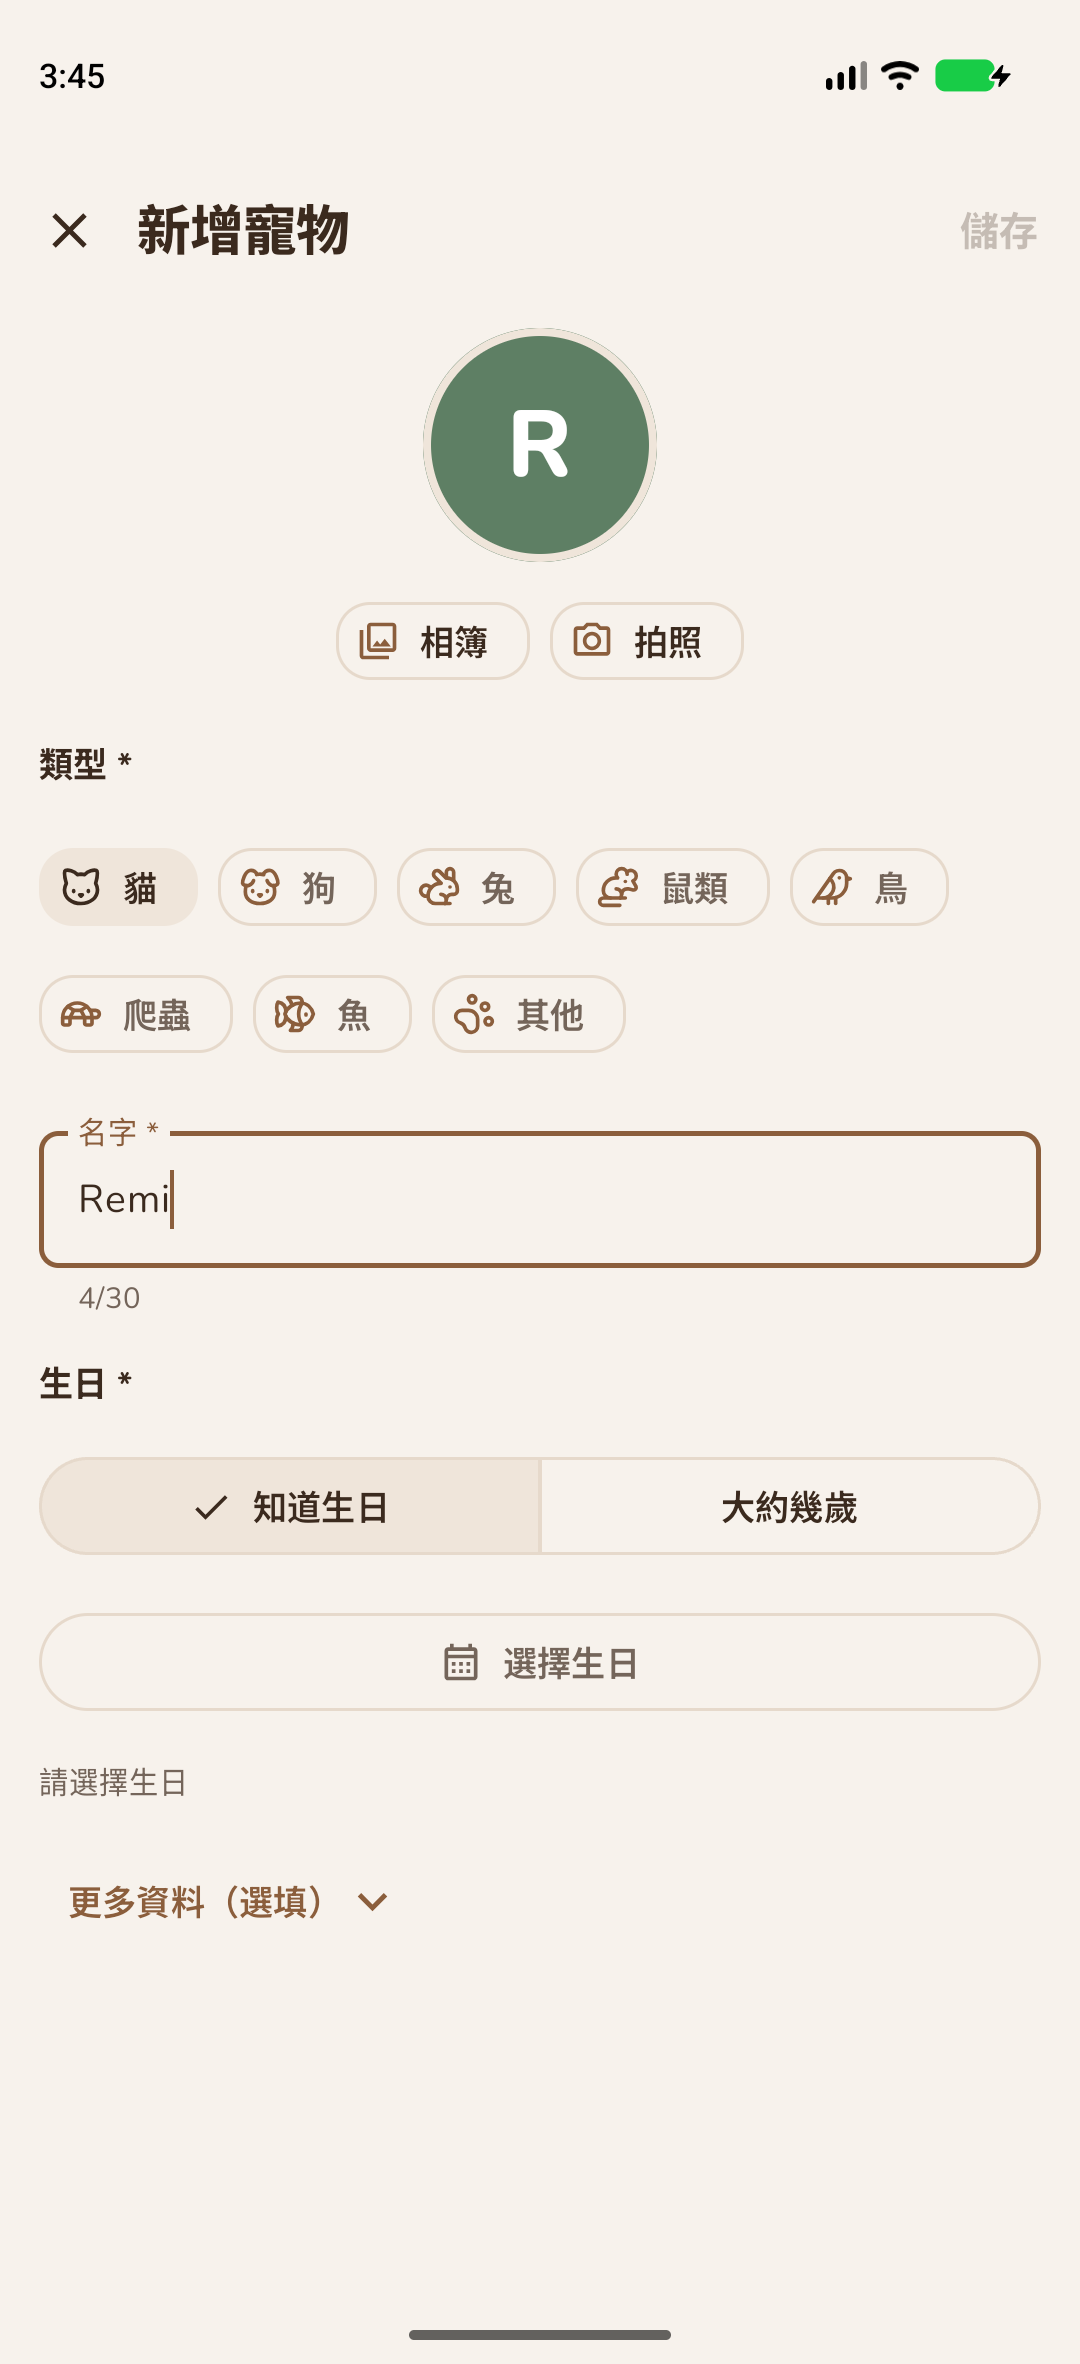 3:45
新增寵物
儲存
R
相簿
拍照
類型 *
貓
狗
兔
鼠類
鳥
爬蟲
魚
其他
名字 *
Remi
4/30
生日 *
知道生日
大約幾歲
選擇生日
請選擇生日
更多資料（選填）